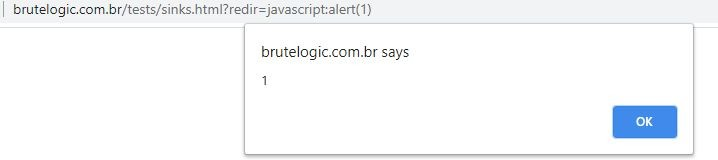 brutelogic.com.br/tests/sinks.html?redir=javascript:alert(1)
brutelogic.com.br says
1
OK